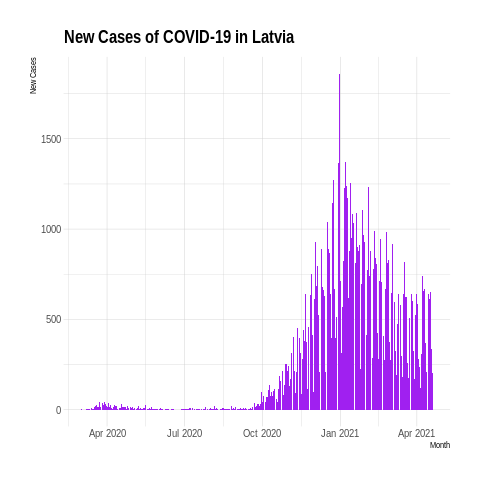 New Cases of COVID-19 in Latvia
New Cases
1500
1000
500
0
Apr 2020 Jul 2020 Oct 2020 Jan 2021 Apr 2021
Month